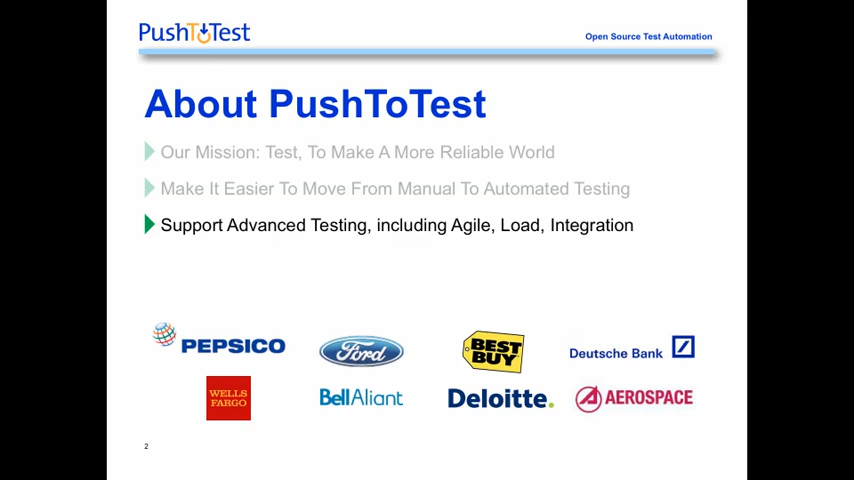 PushToTest
Open Source Test Automation
About PushToTest
Our Mission: Test, To Make A More Reliable World
Make It Easier To Move From Manual To Automated Testing
Support Advanced Testing, including Agile, Load, Integration
PEPSICO
Ford
BEST
BUY
Deutsche Bank
WELLS
FARGO
BellAliant
Deloitte.
AEROSPACE
2